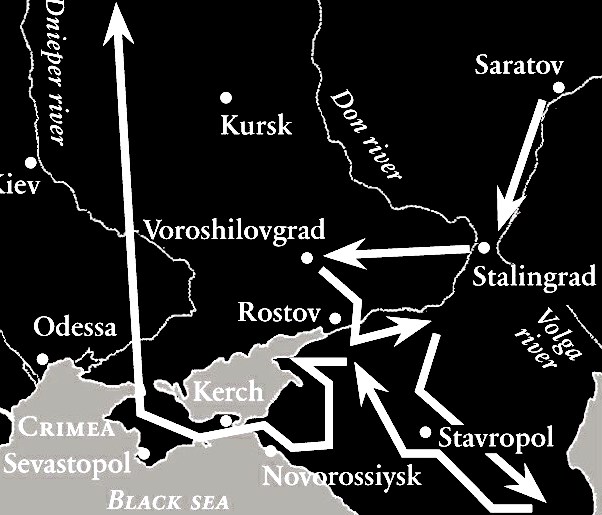 Dnieper river
Saratov
Kursk
Don river
Kiev
Voroshilovgrad
Stalingrad
Rostov
Volga
river
Odessa
Kerch
CRIMEA
Stavropol
Sevastopol
Novorossiysk
BLACK SEA